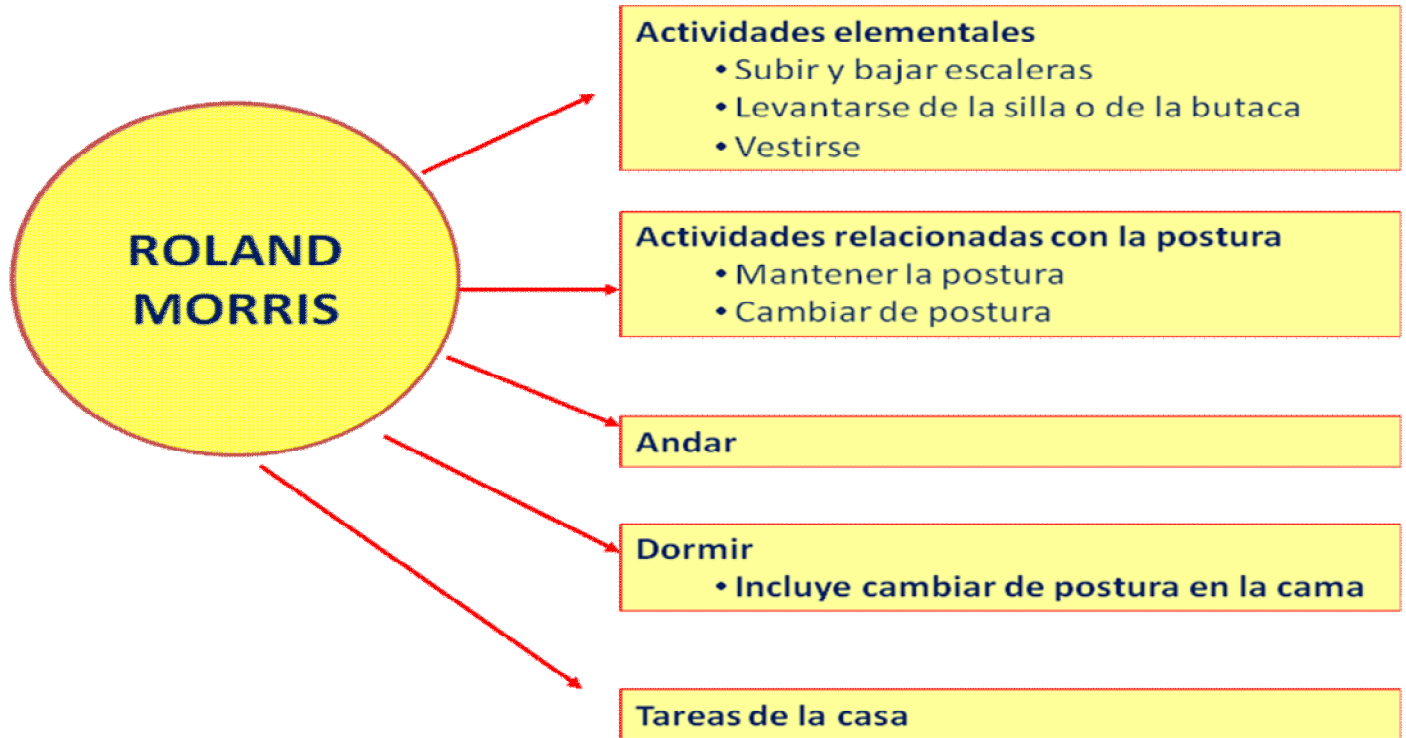 ROLAND
MORRIS
Actividades elementales
• Subir y bajar escaleras
• Levantarse de la silla o de la butaca
• Vestirse
Actividades relacionadas con la postura
• Mantener la postura
• Cambiar de postura
Andar
Dormir
• Incluye cambiar de postura en la cama
Tareas de la casa